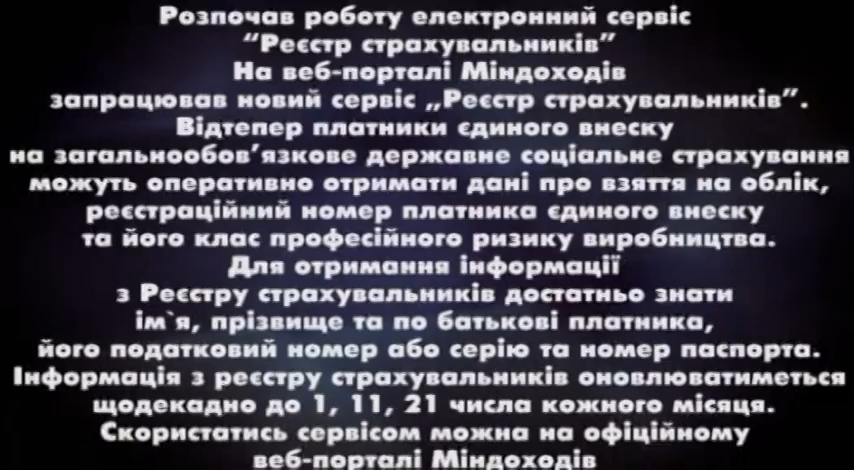 Розпочав роботу електронний сервіс
“Реєстр страхувальників”
На веб-порталі Міндоходів
запрацював новий сервіс „Реєстр страхувальників”.
Відтепер платники єдиного внеску
на загальнообов’язкове державне соціальне страхування
можуть оперативно отримати дані про взяття на облік,
реєстраційний номер платника єдиного внеску
та його клас професійного ризику виробництва.
Для отримання інформації
з Реєстру страхувальників достатньо знати
ім`я, прізвище та по батькові платника,
його податковий номер або серію та номер паспорта.
Інформація з реєстру страхувальників оновлюватиметься
щодекадно до 1, 11, 21 числа кожного місяця.
Скористатись сервісом можна на офіційному
веб-порталі Міндоходів